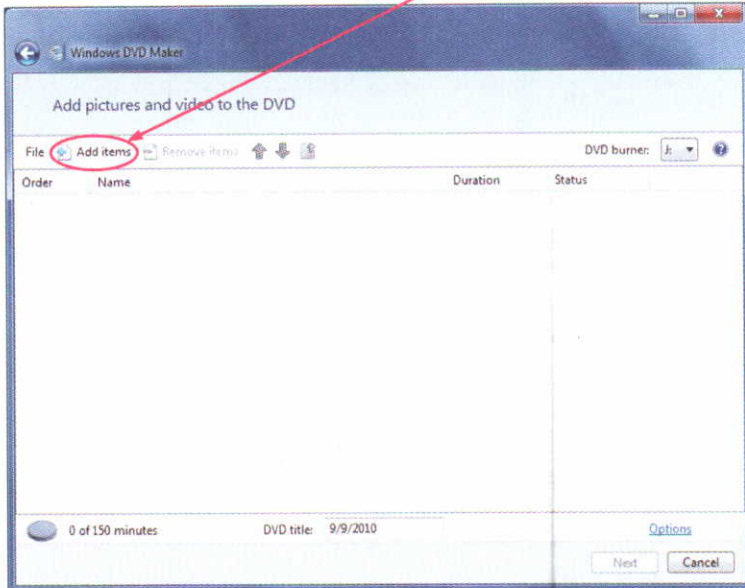 Windows DVD Maker
Add pictures and video to the DVD
File Add items Remove items DVD burner: J:
Order Name Duration Status
0 of 150 minutes DVD title: 9/9/2010 Options
Next Cancel